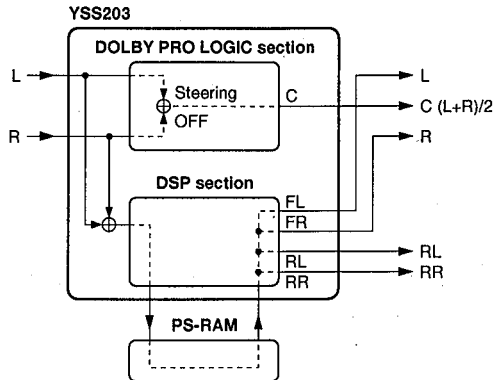 YSS203
DOLBY PRO LOGIC section
L
Steering
OFF
C
L
C (L+R)/2
R
R
DSP section
FL
FR
RL
RR
RL
RR
PS-RAM